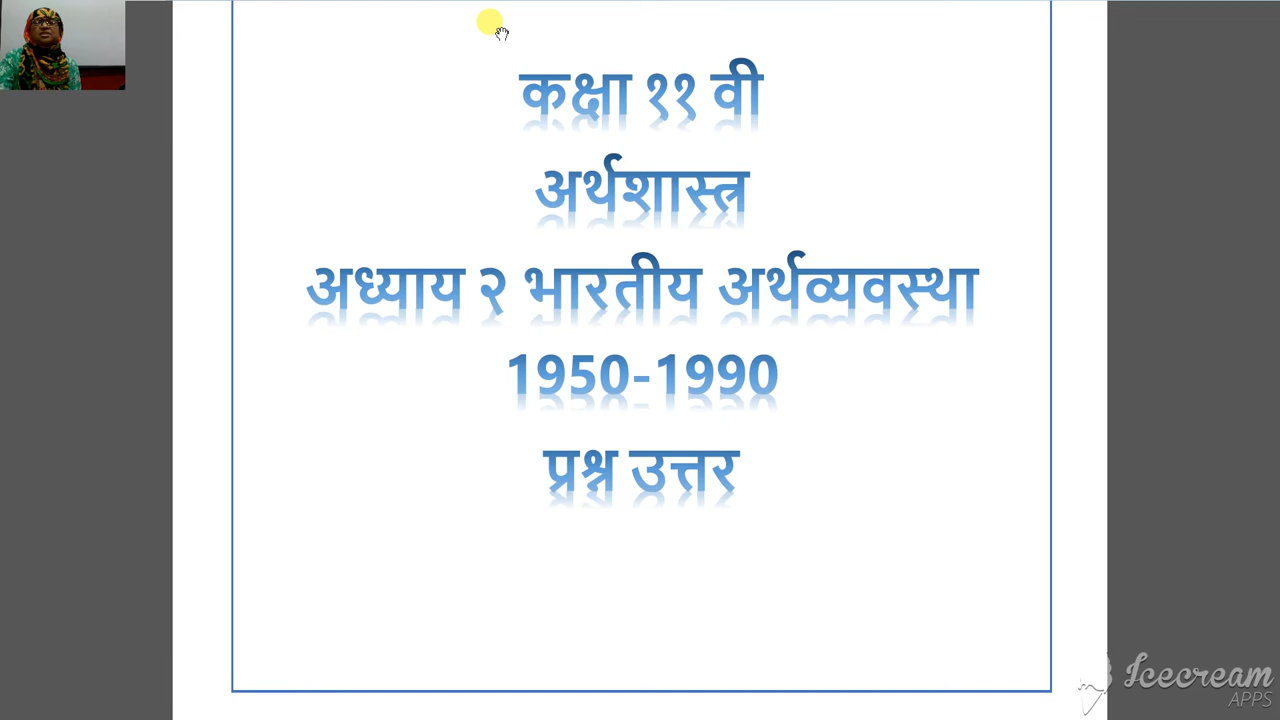 कक्षा ११ वी
अर्थशास्त्र
अध्याय २ भारतीय अर्थव्यवस्था
1950-1990
प्रश्न उत्तर
Icecream
APPS